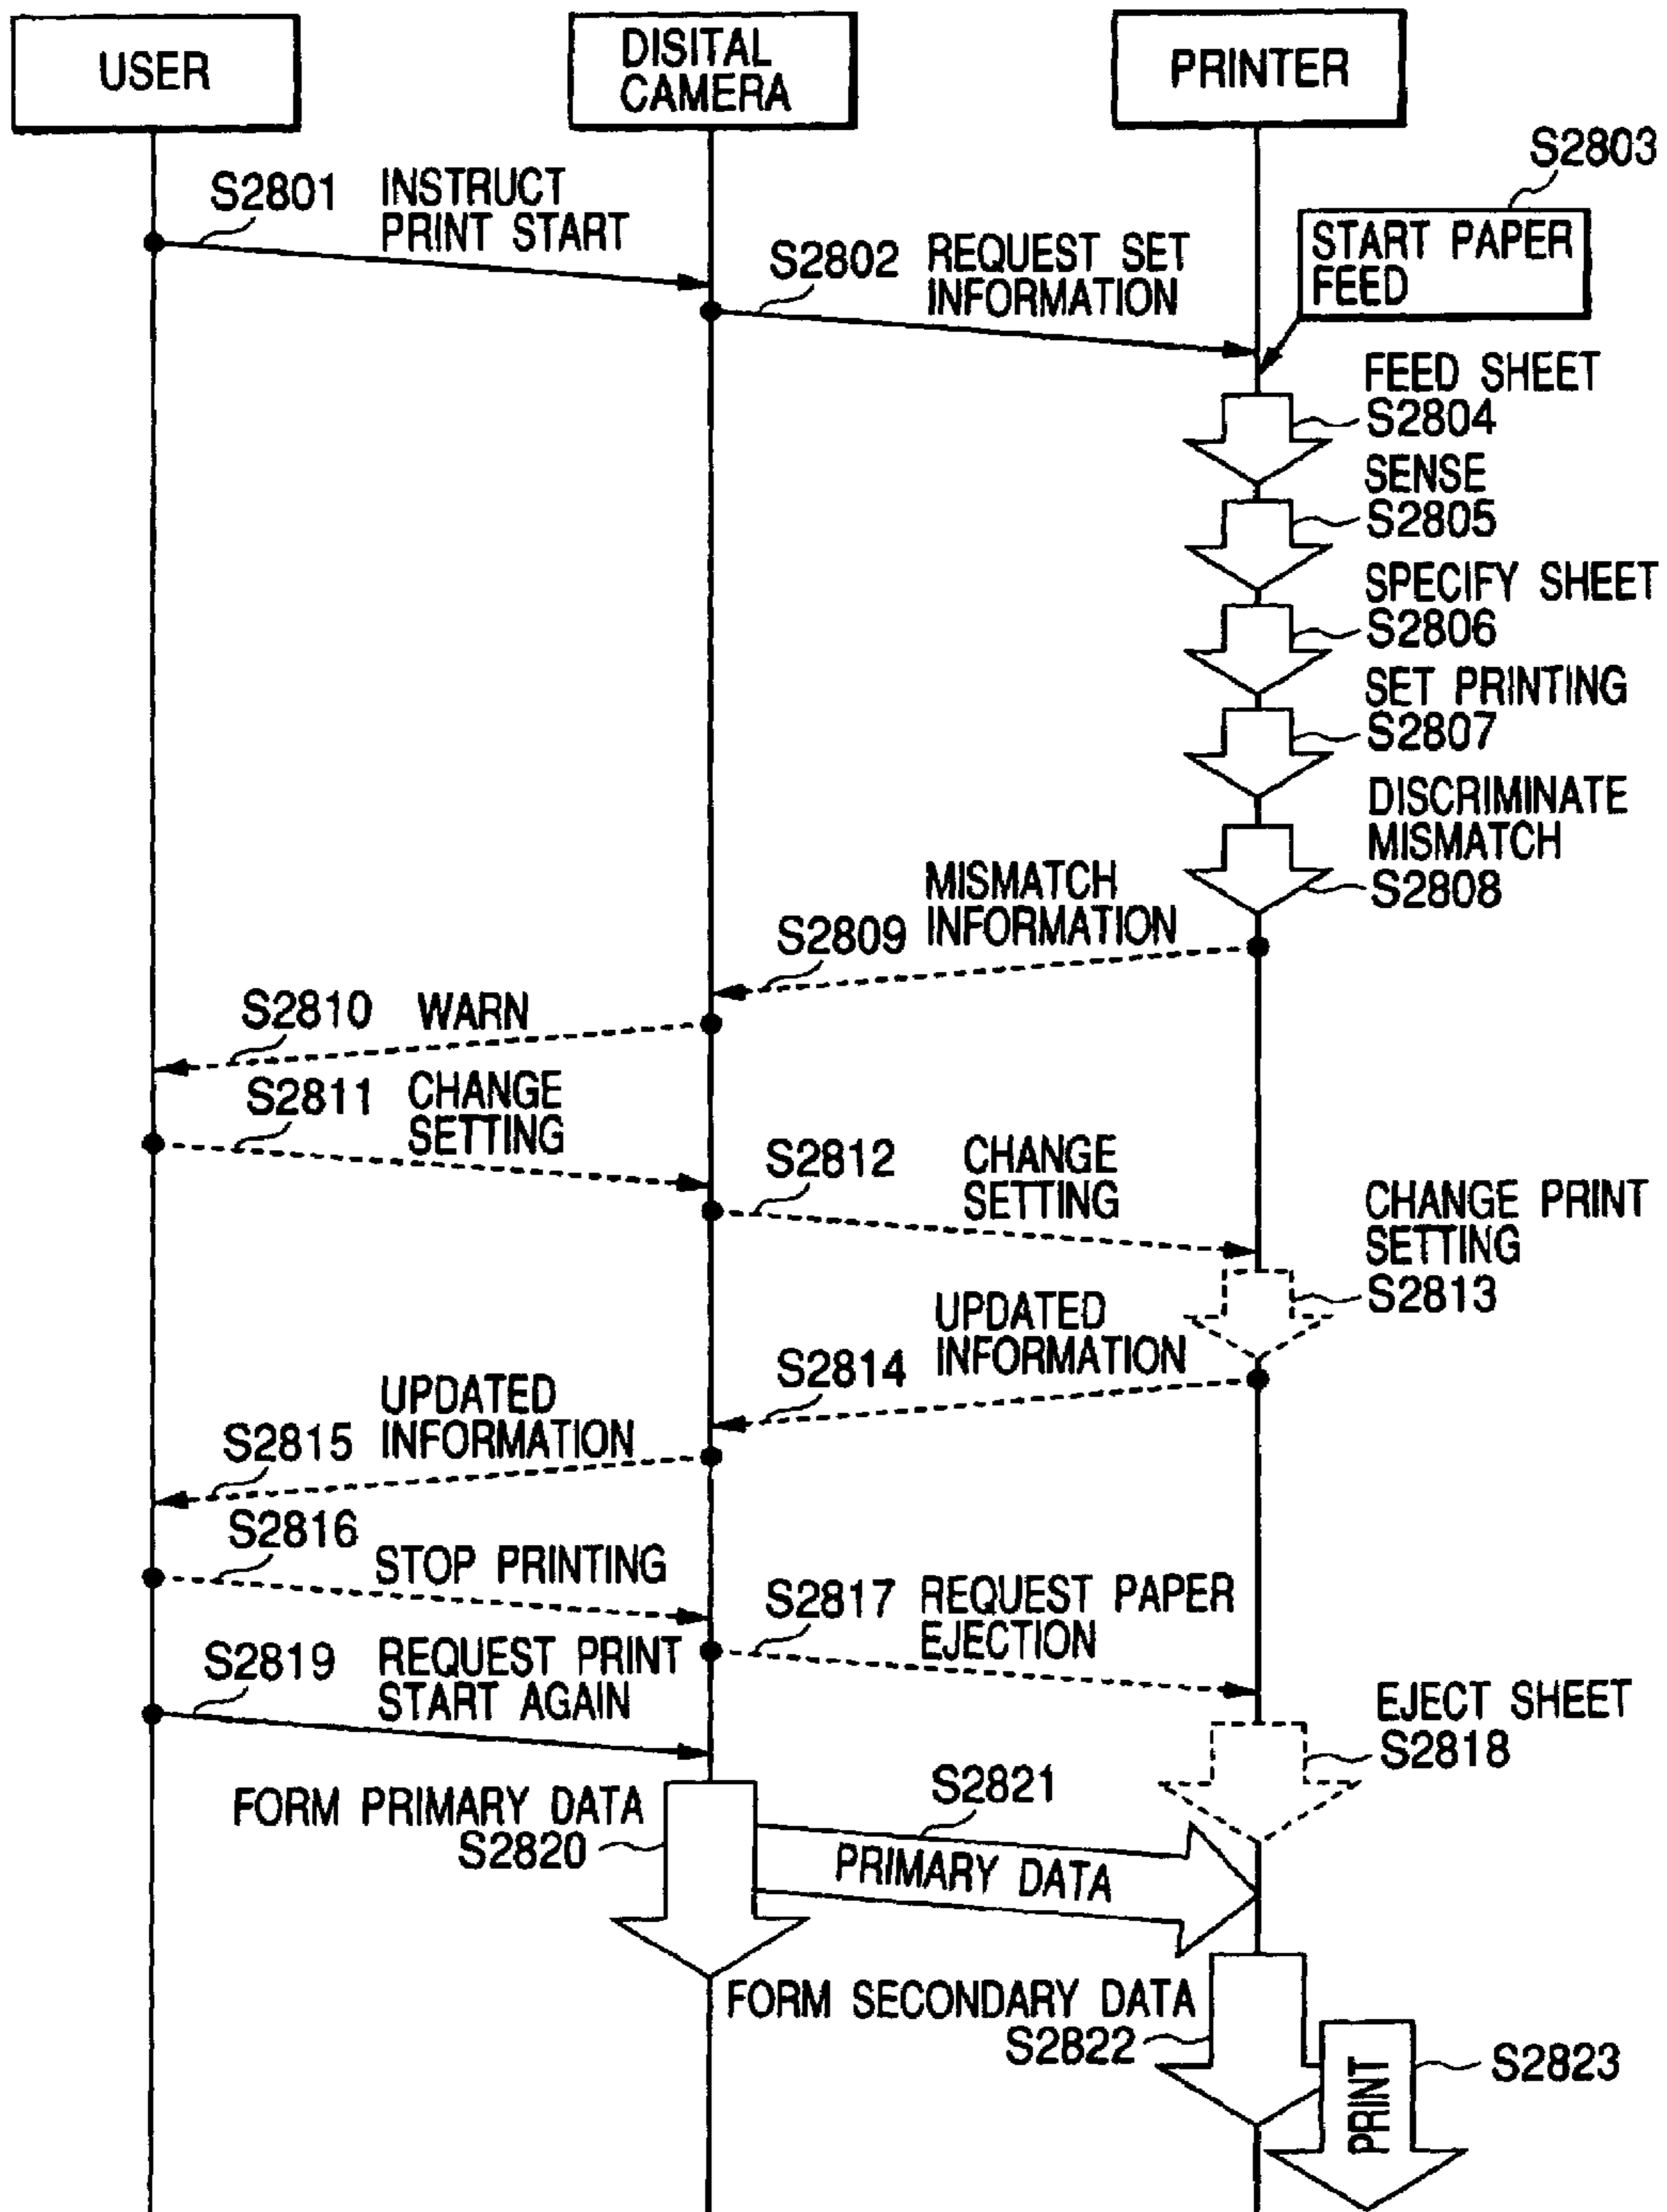 USER
DISITAL
CAMERA
PRINTER
S2803
S2801
INSTRUCT
PRINT START
S2802
REQUEST SET
INFORMATION
START PAPER
FEED
FEED SHEET
S2804
SENSE
S2805
SPECIFY SHEET
S2806
SET PRINTING
S2807
DISCRIMINATE
MISMATCH
S2808
MISMATCH
INFORMATION
S2809
S2810
WARN
S2811
CHANGE
SETTING
S2812
CHANGE
SETTING
CHANGE PRINT
SETTING
S2813
UPDATED
INFORMATION
S2814
UPDATED
INFORMATION
S2815
S2816
STOP PRINTING
S2817
REQUEST PAPER
EJECTION
S2819
REQUEST PRINT
START AGAIN
EJECT SHEET
S2818
FORM PRIMARY DATA
S2820
S2821
PRIMARY DATA
FORM SECONDARY DATA
S2822
PRINT
S2823